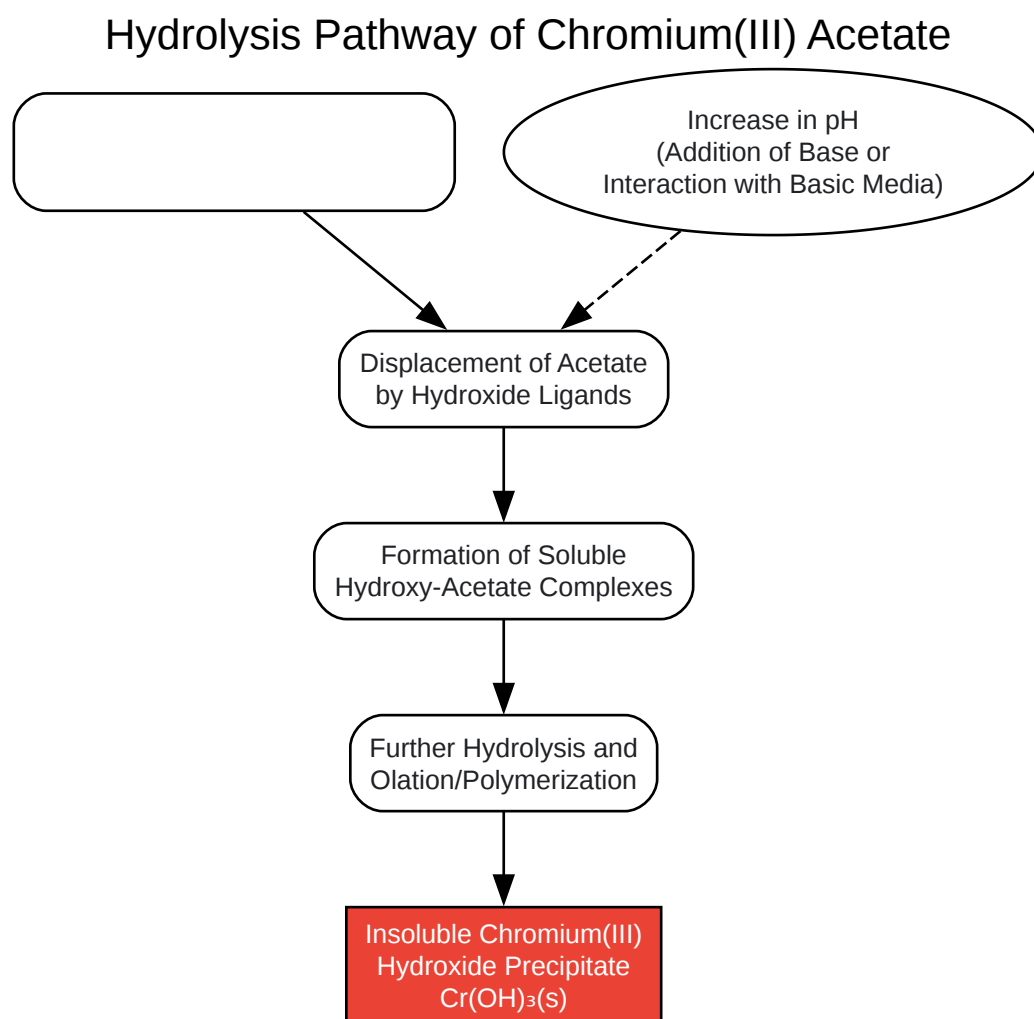 Hydrolysis Pathway of Chromium(III) Acetate
Increase in pH
(Addition of Base or
Interaction with Basic Media)
Displacement of Acetate
by Hydroxide Ligands
Formation of Soluble
Hydroxy-Acetate Complexes
Further Hydrolysis and
Olation/Polymerization
Insoluble Chromium(III)
Hydroxide Precipitate
Cr(OH)₃(s)